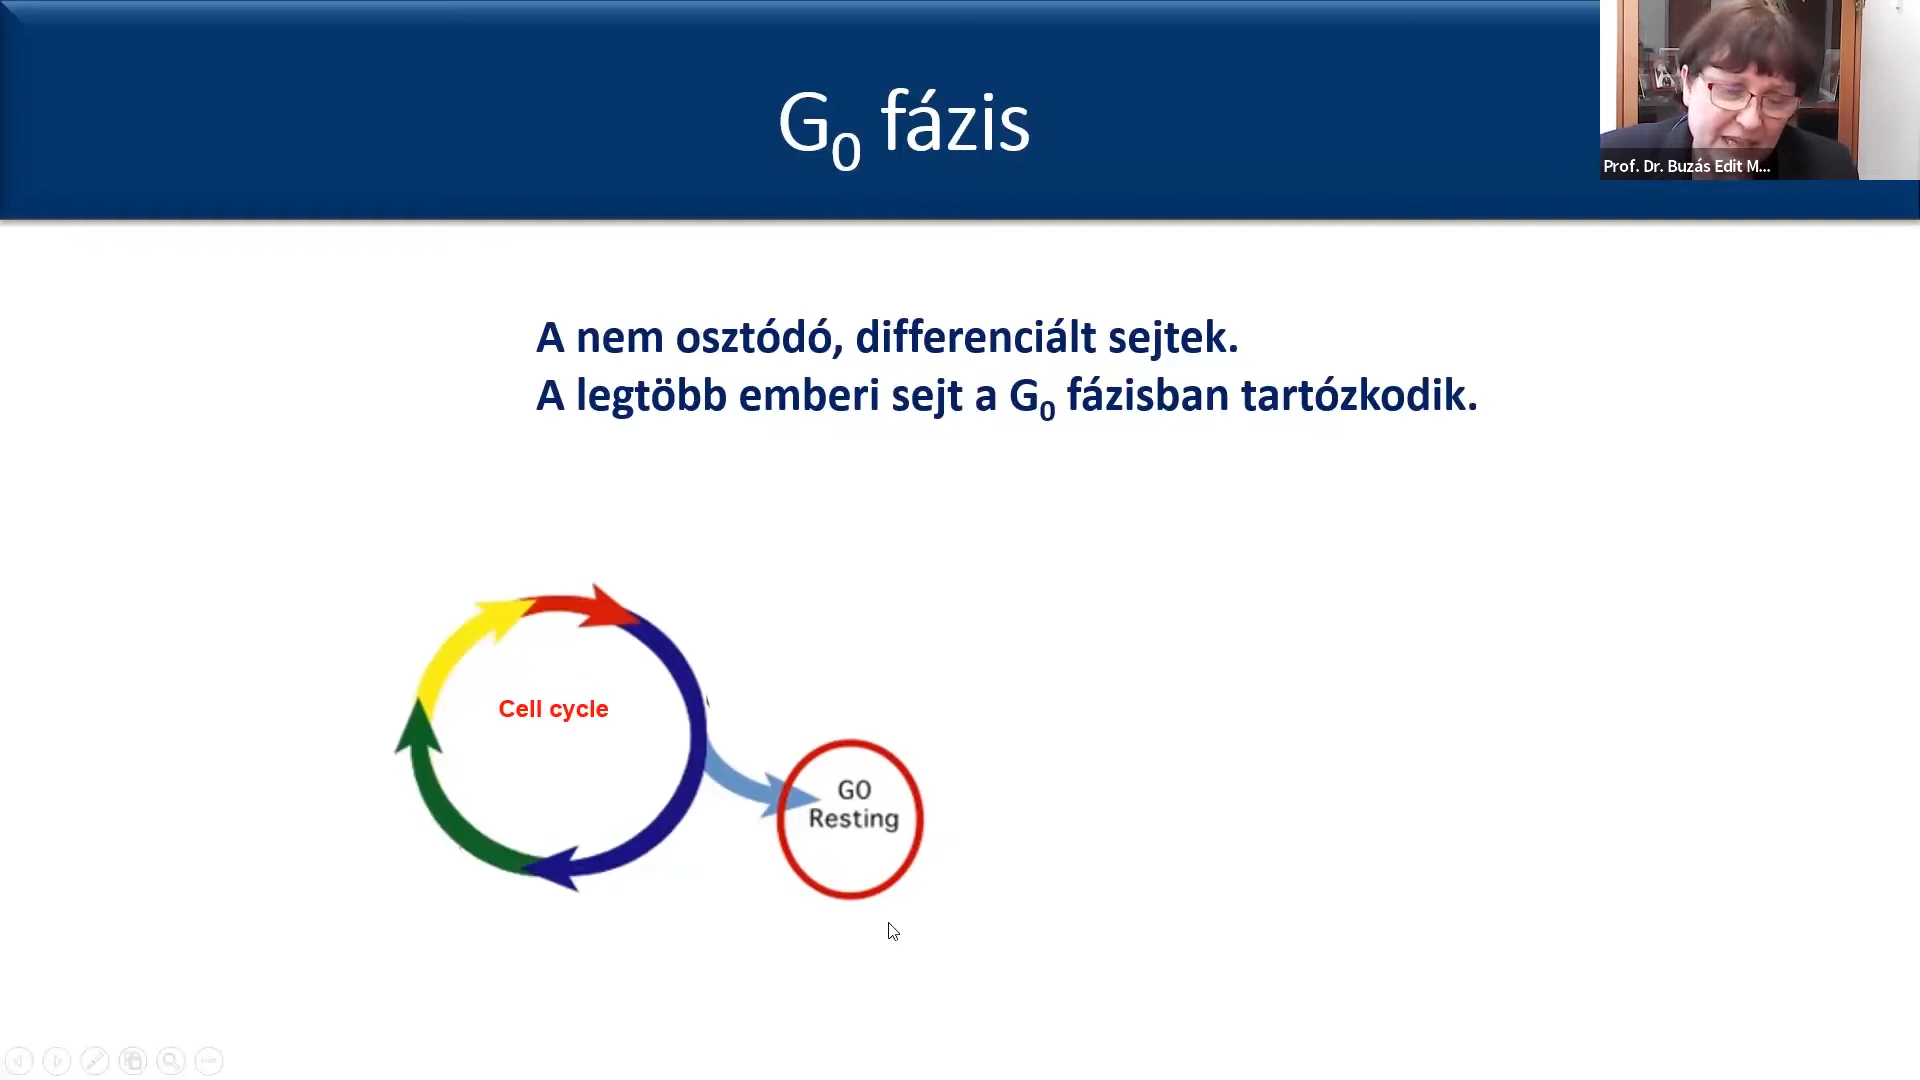 G₀ fázis
Prof. Dr. Buzás Edit M...
A nem osztódó, differenciált sejtek.
A legtöbb emberi sejt a G₀ fázisban tartózkodik.
Cell cycle
G0
Resting